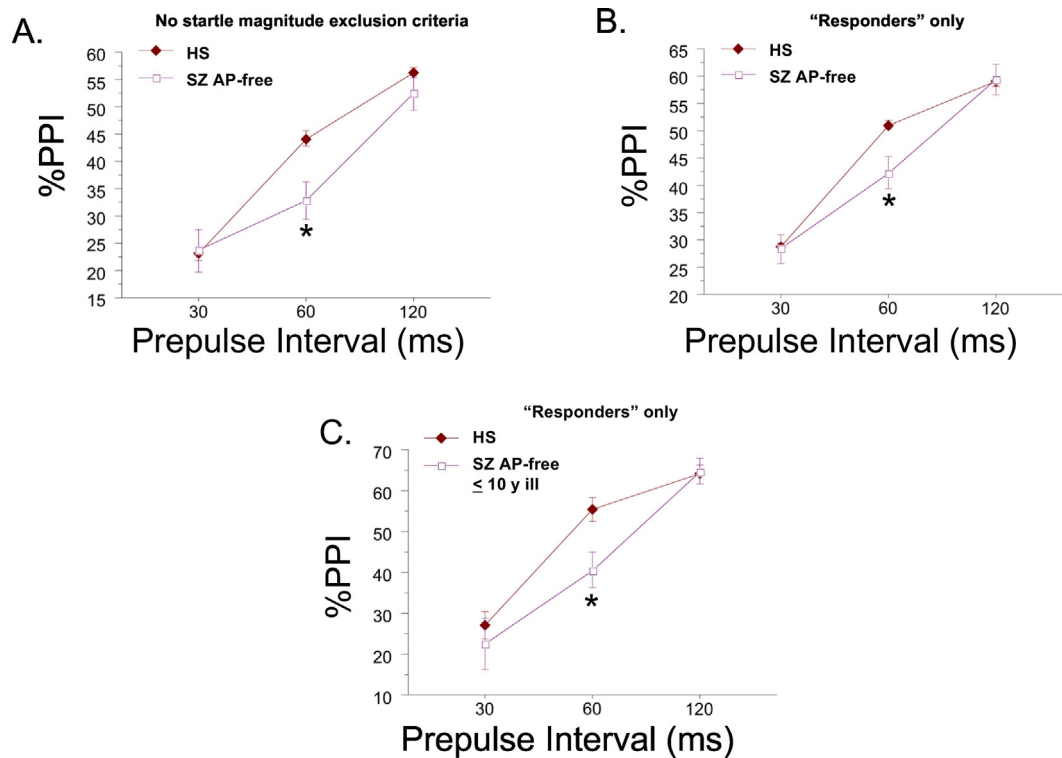 A.
No startle magnitude exclusion criteria
HS
SZ AP-free
%PPI
60
55
50
45
40
35
30
25
20
15
*
30
60
120
Prepulse Interval (ms)
B.
“Responders” only
HS
SZ AP-free
%PPI
65
60
55
50
45
40
35
30
25
20
*
30
60
120
Prepulse Interval (ms)
C.
“Responders” only
HS
SZ AP-free
≤ 10 y ill
%PPI
70
60
50
40
30
20
10
*
30
60
120
Prepulse Interval (ms)